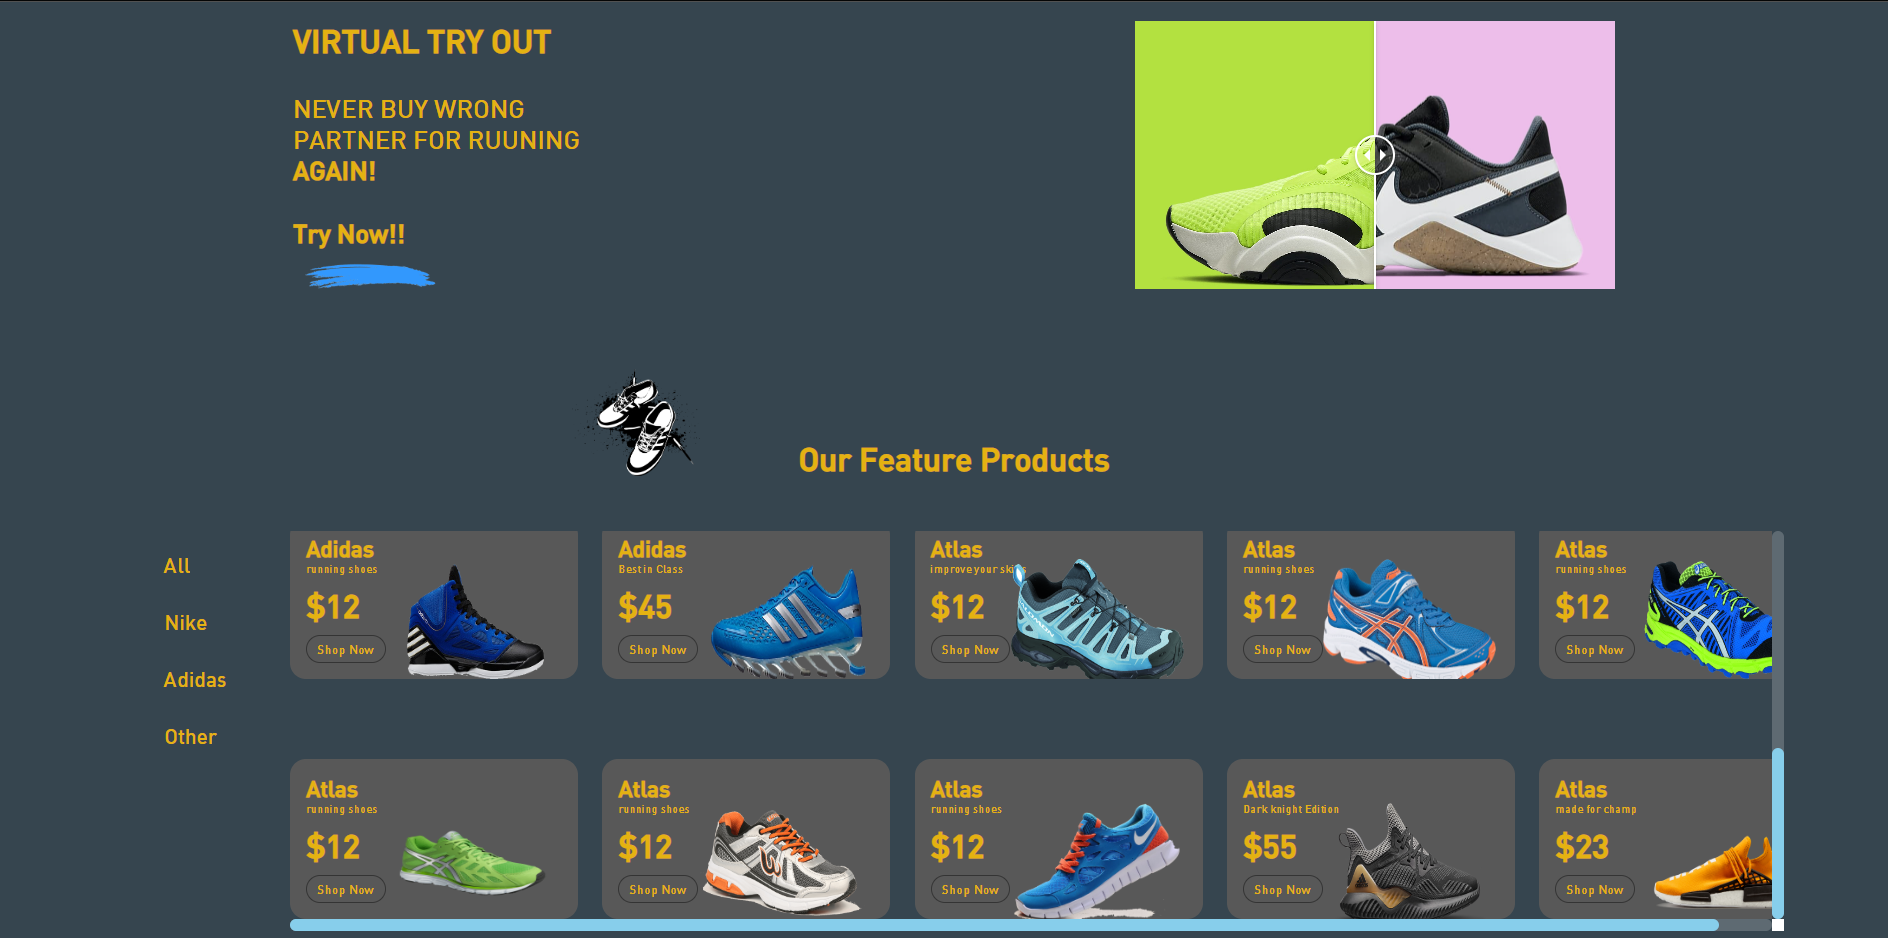 VIRTUAL TRY OUT
NEVER BUY WRONG
PARTNER FOR RUUNING
AGAIN!
Try Now!!
Our Feature Products
All
Nike
Adidas
Other
Adidas
running shoes
$12
Shop Now
Adidas
Best in Class
$45
Shop Now
Atlas
improve your skills
$12
Shop Now
Atlas
running shoes
$12
Shop Now
Atlas
running shoes
$12
Shop Now
Atlas
running shoes
$12
Shop Now
Atlas
running shoes
$12
Shop Now
Atlas
running shoes
$12
Shop Now
Atlas
Dark knight Edition
$55
Shop Now
Atlas
made for champ
$23
Shop Now